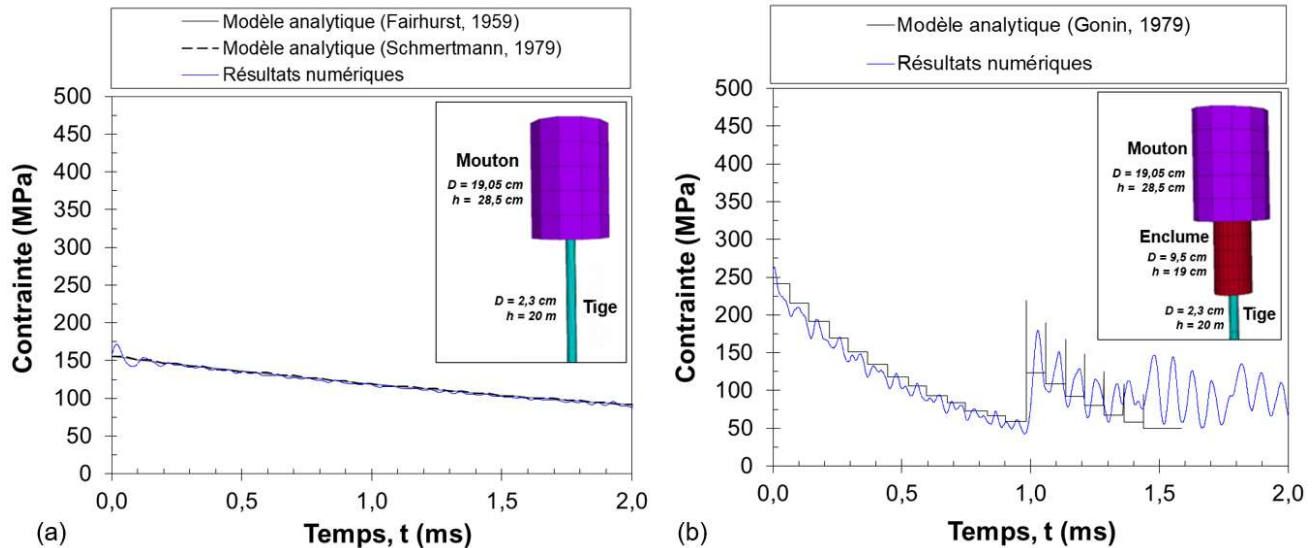 Modèle analytique (Fairhurst, 1959)
Modèle analytique (Schmertmann, 1979)
Résultats numériques
500
450
400
350
300
250
200
150
100
50
0
Contrainte (MPa)
Mouton
D = 19,05 cm
h = 28,5 cm
D = 2,3 cm
h = 20 m
Tige
0,0
0,5
1,0
1,5
2,0
Temps, t (ms)
(a)
Modèle analytique (Gonin, 1979)
Résultats numériques
500
450
400
350
300
250
200
150
100
50
0
Contrainte (MPa)
Mouton
D = 19,05 cm
h = 28,5 cm
Enclume
D = 9,5 cm
h = 19 cm
D = 2,3 cm
h = 20 m
Tige
0,0
0,5
1,0
1,5
2,0
Temps, t (ms)
(b)